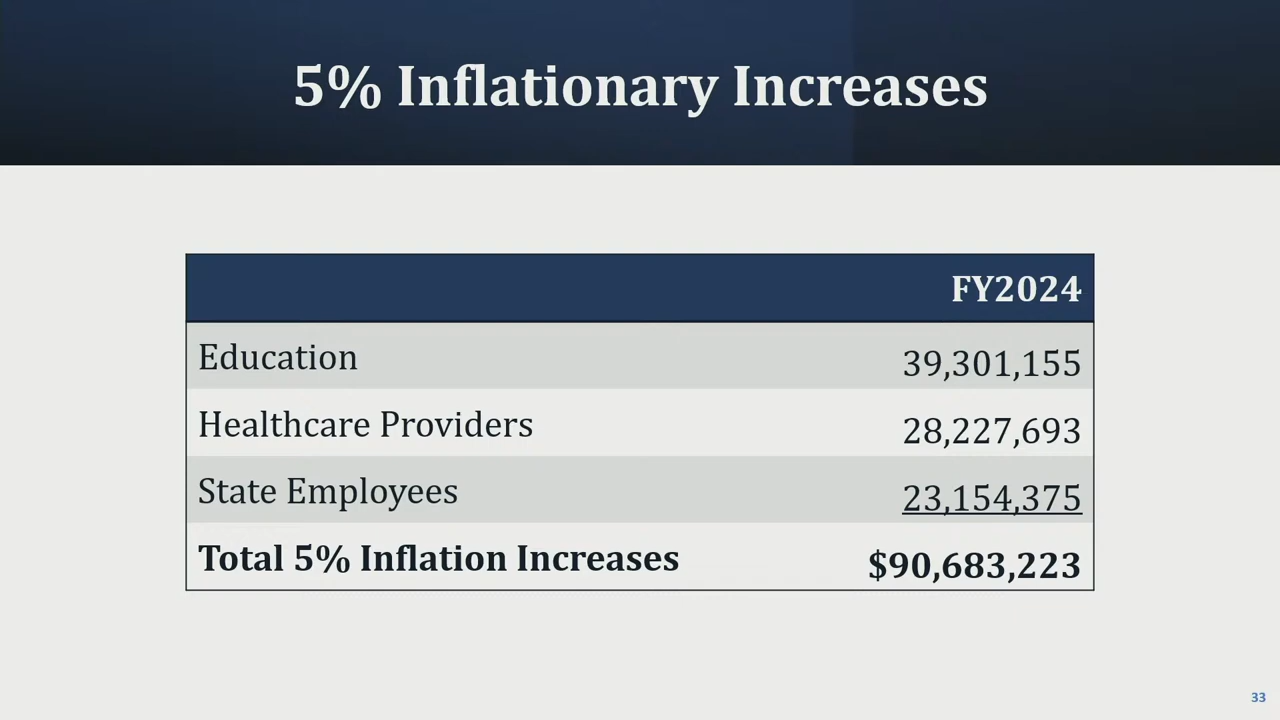 5% Inflationary Increases
FY2024
Education 39,301,155
Healthcare Providers 28,227,693
State Employees 23,154,375
Total 5% Inflation Increases $90,683,223
33